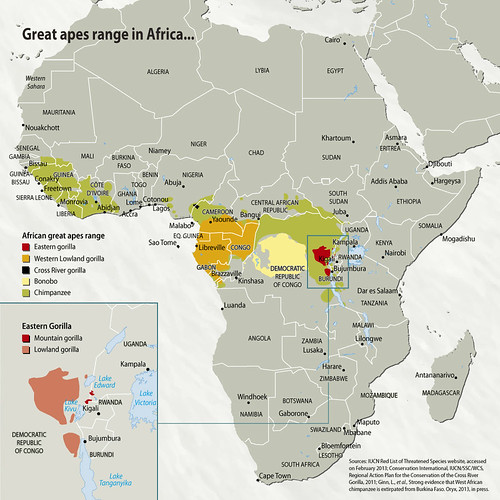 Great apes range in Africa...
Cairo
ALGERIA
LYBIA
EGYPT
Western
Sahara
MAURITANIA
Nouakchott
MALI
NIGER
CHAD
Khartoum
SUDAN
Asmara
ERITREA
SENEGAL
GAMBIA
Bissau
GUINEA
BISSAU
GUINEA
Conakry
Freetown
SIERRA LEONE
Monrovia
LIBERIA
CÔTE
D'IVOIRE
Abidjan
BURKINA
FASO
Niamey
BENIN
TOGO
GHANA
Lome
Accra
Cotonou
Lagos
NIGERIA
Abuja
Djibouti
Hargeysa
Addis Ababa
ETHIOPIA
SOUTH
SUDAN
Juba
CENTRAL AFRICAN
REPUBLIC
Bangui
CAMEROON
Yaounde
Malabo
EQ. GUINEA
Sao Tome
Libreville
GABON
CONGO
Brazzaville
Kinshasa
DEMOCRATIC
REPUBLIC
OF CONGO
UGANDA
Kampala
RWANDA
Kigali
Bujumbura
BURUNDI
KENYA
Nairobi
SOMALIA
Mogadishu
Dar es Salaam
TANZANIA
Luanda
ANGOLA
ZAMBIA
Lusaka
MALAWI
Lilongwe
Harare
ZIMBABWE
MOZAMBIQUE
Antananarivo
MADAGASCAR
Windhoek
NAMIBIA
BOTSWANA
Gaborone
Maputo
Mbabane
SWAZILAND
Bloemfontein
LESOTHO
SOUTH AFRICA
Cape Town
African great apes range
Eastern gorilla
Western Lowland gorilla
Cross River gorilla
Bonobo
Chimpanzee
Eastern Gorilla
Mountain gorilla
Lowland gorilla
UGANDA
Kampala
Lake
Edward
Lake
Victoria
Lake
Kivu
RWANDA
Kigali
DEMOCRATIC
REPUBLIC
OF CONGO
Bujumbura
BURUNDI
Lake
Tanganyika
Sources: IUCN Red List of Threatened Species website, accessed
on February 2013; Conservation International, IUCN/SSC/WCS,
Regional Action Plan for the Conservation of the Cross River
Gorilla, 2011; Ginn, L., et al., Strong evidence that West African
chimpanzee is extirpated from Burkina Faso. Oryx, 2013, in press.